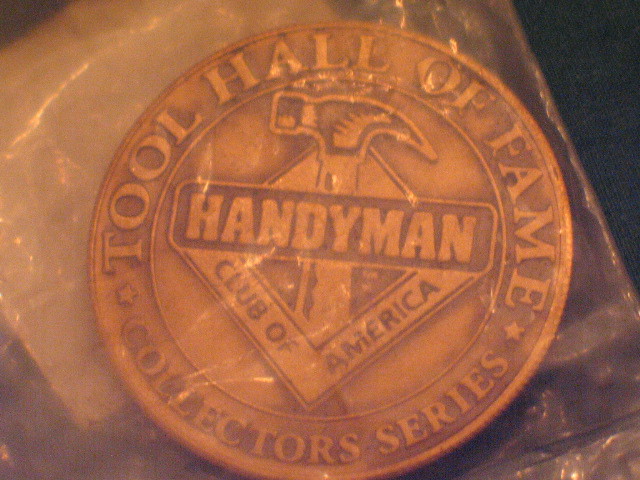 TOOL HALL OF FAME
HANDYMAN
CLUB OF AMERICA
COLLECTORS SERIES